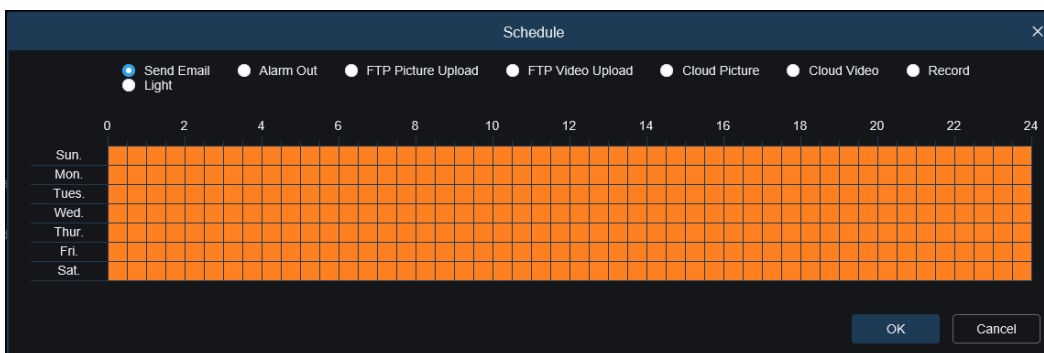 Schedule
Send Email Alarm Out FTP Picture Upload FTP Video Upload Cloud Picture Cloud Video Record
Light
0 2 4 6 8 10 12 14 16 18 20 22 24
Sun.
Mon.
Tues.
Wed.
Thur.
Fri.
Sat.
OK Cancel